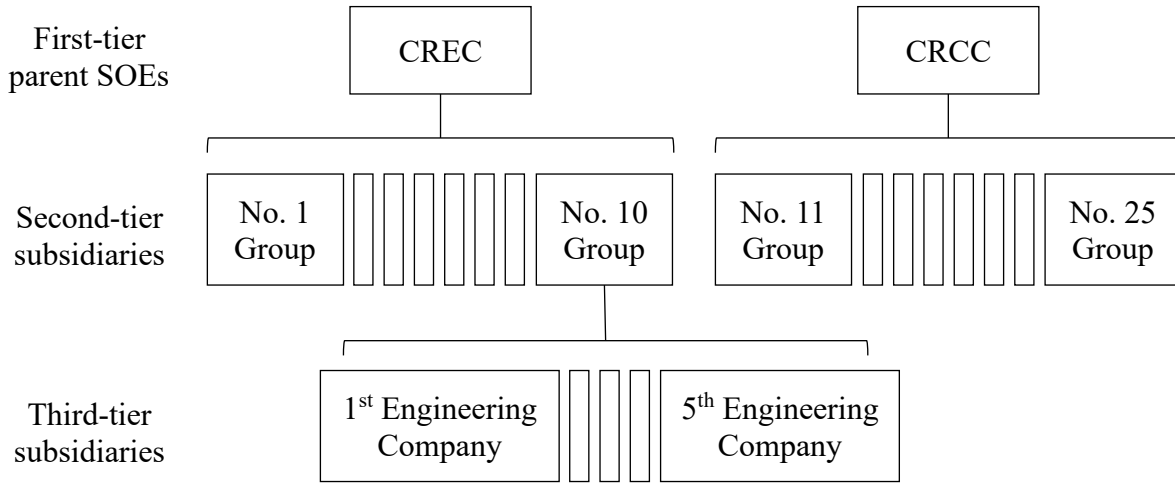 First-tier
parent SOEs
CREC
CRCC
Second-tier
subsidiaries
No. 1
Group
No. 10
Group
No. 11
Group
No. 25
Group
Third-tier
subsidiaries
1st Engineering
Company
5th Engineering
Company